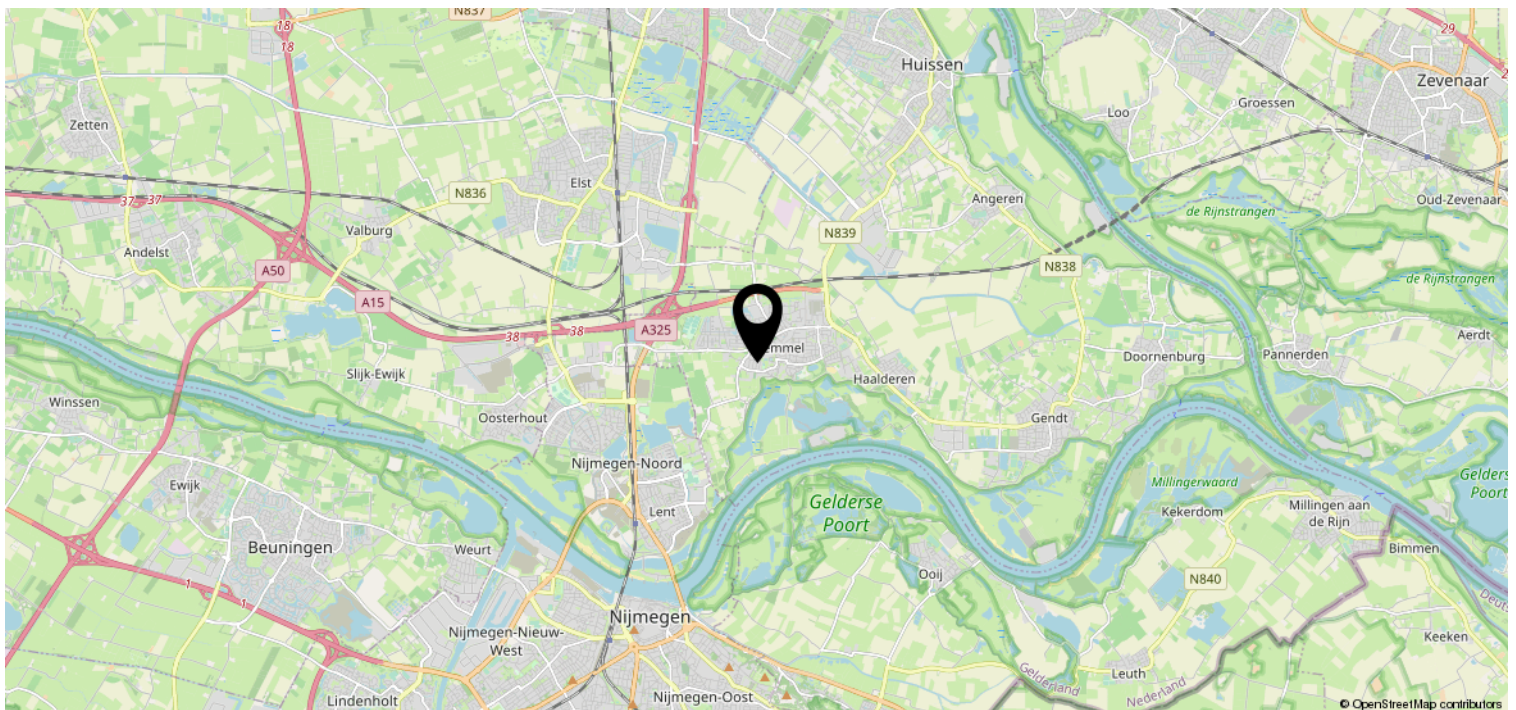 N837
18
18
29
Huissen
Zevenaar
Loo
Groessen
Zetten
Elst
N836
37
37
Angeren
de Rijnstrangen
Oud-Zevenaar
Valburg
N839
Andelst
A50
N838
de Rijnstrangen
A15
A325
38
38
Aerdt
emmel
Doornenburg
Pannerden
Slijk-Ewijk
Haalderen
Winssen
Oosterhout
Gendt
Nijmegen-Noord
Ewijk
Gelderse
Poort
Millingerwaard
Gelders
Poort
Lent
Kekerdom
Millingen aan
de Rijn
Beuningen
Weurt
Bimmen
Ooij
N840
1
1
Deuts
Nijmegen
Nijmegen-Nieuw-
West
Keeken
Leuth
Gelderland
Nederland
Lindenholt
Nijmegen-Oost
© OpenStreetMap contributors